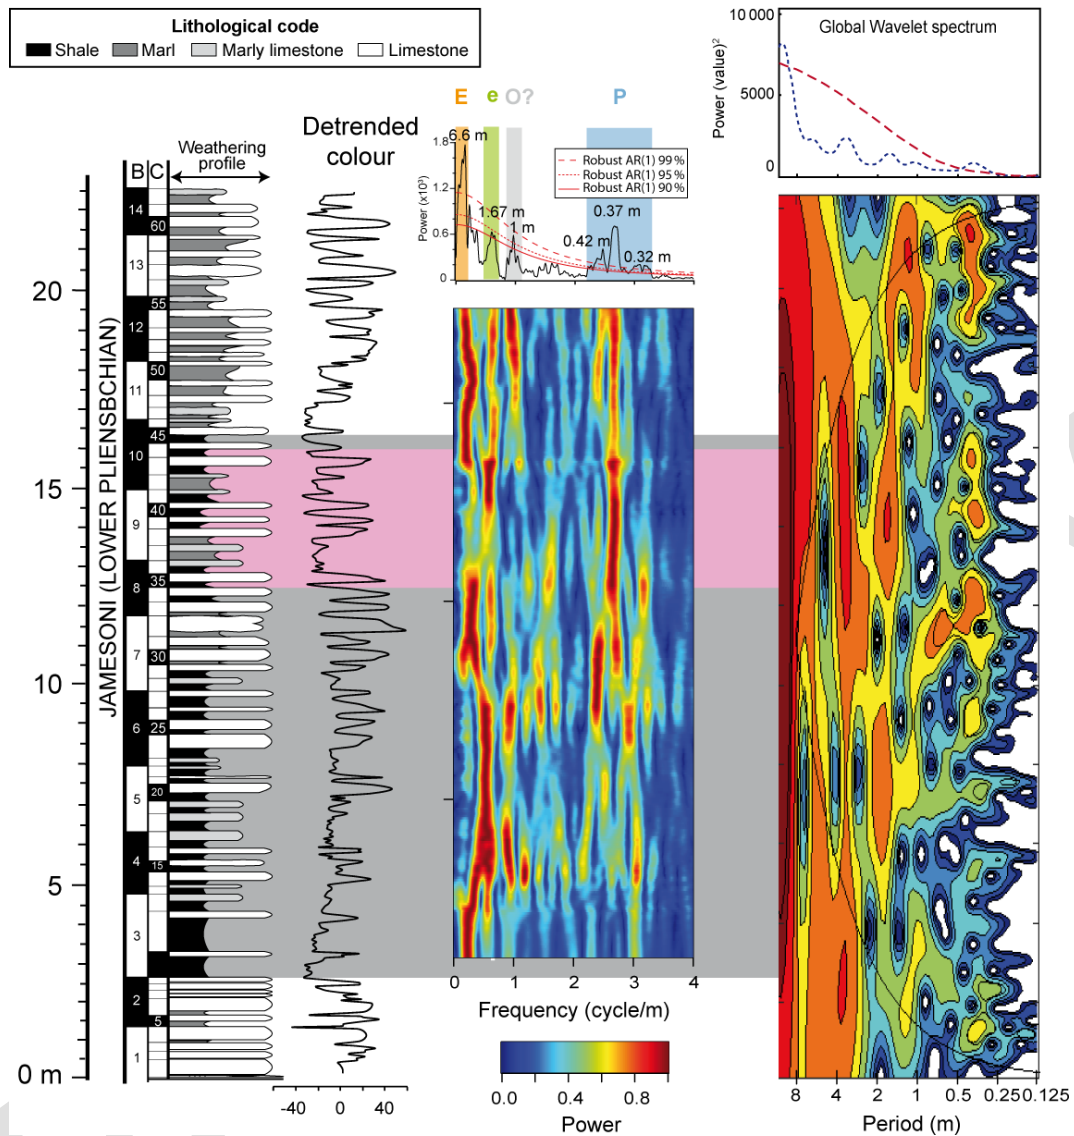 Lithological code
Shale Marl Marly limestone Limestone
Global Wavelet spectrum
Power (value)²
10 000
5000
0
E e O? P
Detrended
colour
6.6 m
1.67 m
1 m
0.42 m
0.37 m
0.32 m
Robust AR(1) 99 %
Robust AR(1) 95 %
Robust AR(1) 90 %
Power (x10³)
1.8
1.2
0.6
0
B C
Weathering
profile
JAMESONI (LOWER PLIENSBCHIAN)
20
15
10
5
0 m
14
13
12
11
10
9
8
7
6
5
4
3
2
1
60
55
50
45
40
35
30
25
20
15
5
-40 0 40
0 1 2 3 4
Frequency (cycle/m)
0.0 0.4 0.8
Power
8 4 2 1 0.5 0.25 0.125
Period (m)